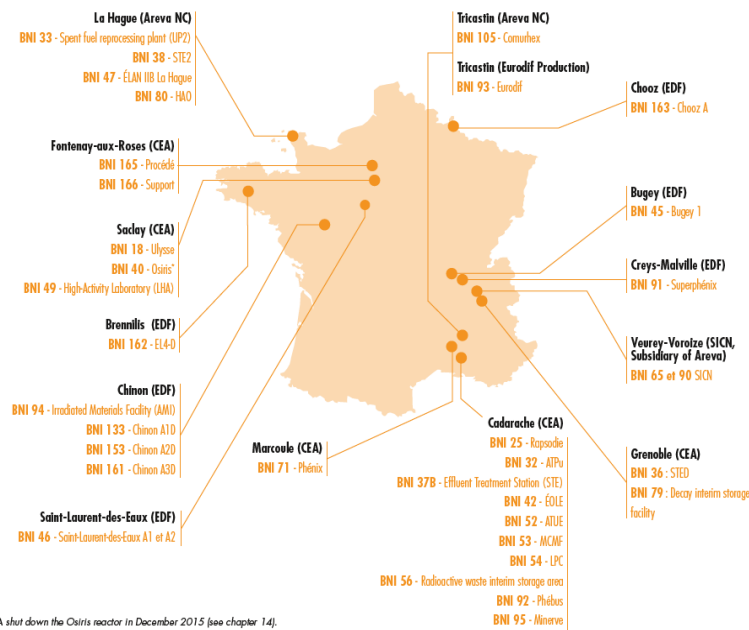 La Hague (Areva NC)
BNI 33 - Spent fuel reprocessing plant (UP2)
BNI 38 - STE2
BNI 47 - ÉLAN IIB La Hague
BNI 80 - HAO
Fontenay-aux-Roses (CEA)
BNI 165 - Procédé
BNI 166 - Support
Saclay (CEA)
BNI 18 - Ulysse
BNI 40 - Osiris*
BNI 49 - High-Activity Laboratory (LHA)
Brennilis (EDF)
BNI 162 - EL4-D
Chinon (EDF)
BNI 94 - Irradiated Materials Facility (AMI)
BNI 133 - Chinon A1D
BNI 153 - Chinon A2D
BNI 161 - Chinon A3D
Saint-Laurent-des-Eaux (EDF)
BNI 46 - Saint-Laurent-des-Eaux A1 et A2
Tricastin (Areva NC)
BNI 105 - Comurhex
Tricastin (Eurodif Production)
BNI 93 - Eurodif
Chooz (EDF)
BNI 163 - Chooz A
Bugey (EDF)
BNI 45 - Bugey 1
Creys-Malville (EDF)
BNI 91 - Superphénix
Veurey-Voroize (SICN,
Subsidiary of Areva)
BNI 65 et 90 SICN
Grenoble (CEA)
BNI 36 : STED
BNI 79 : Decay interim storage
facility
Marcoule (CEA)
BNI 71 - Phénix
Cadarache (CEA)
BNI 25 - Rapsodie
BNI 32 - ATPu
BNI 37B - Effluent Treatment Station (STE)
BNI 42 - ÉOLE
BNI 52 - ATUE
BNI 53 - MCMF
BNI 54 - LPC
BNI 56 - Radioactive waste interim storage area
BNI 92 - Phébus
BNI 95 - Minerve
A shut down the Osiris reactor in December 2015 (see chapter 14).